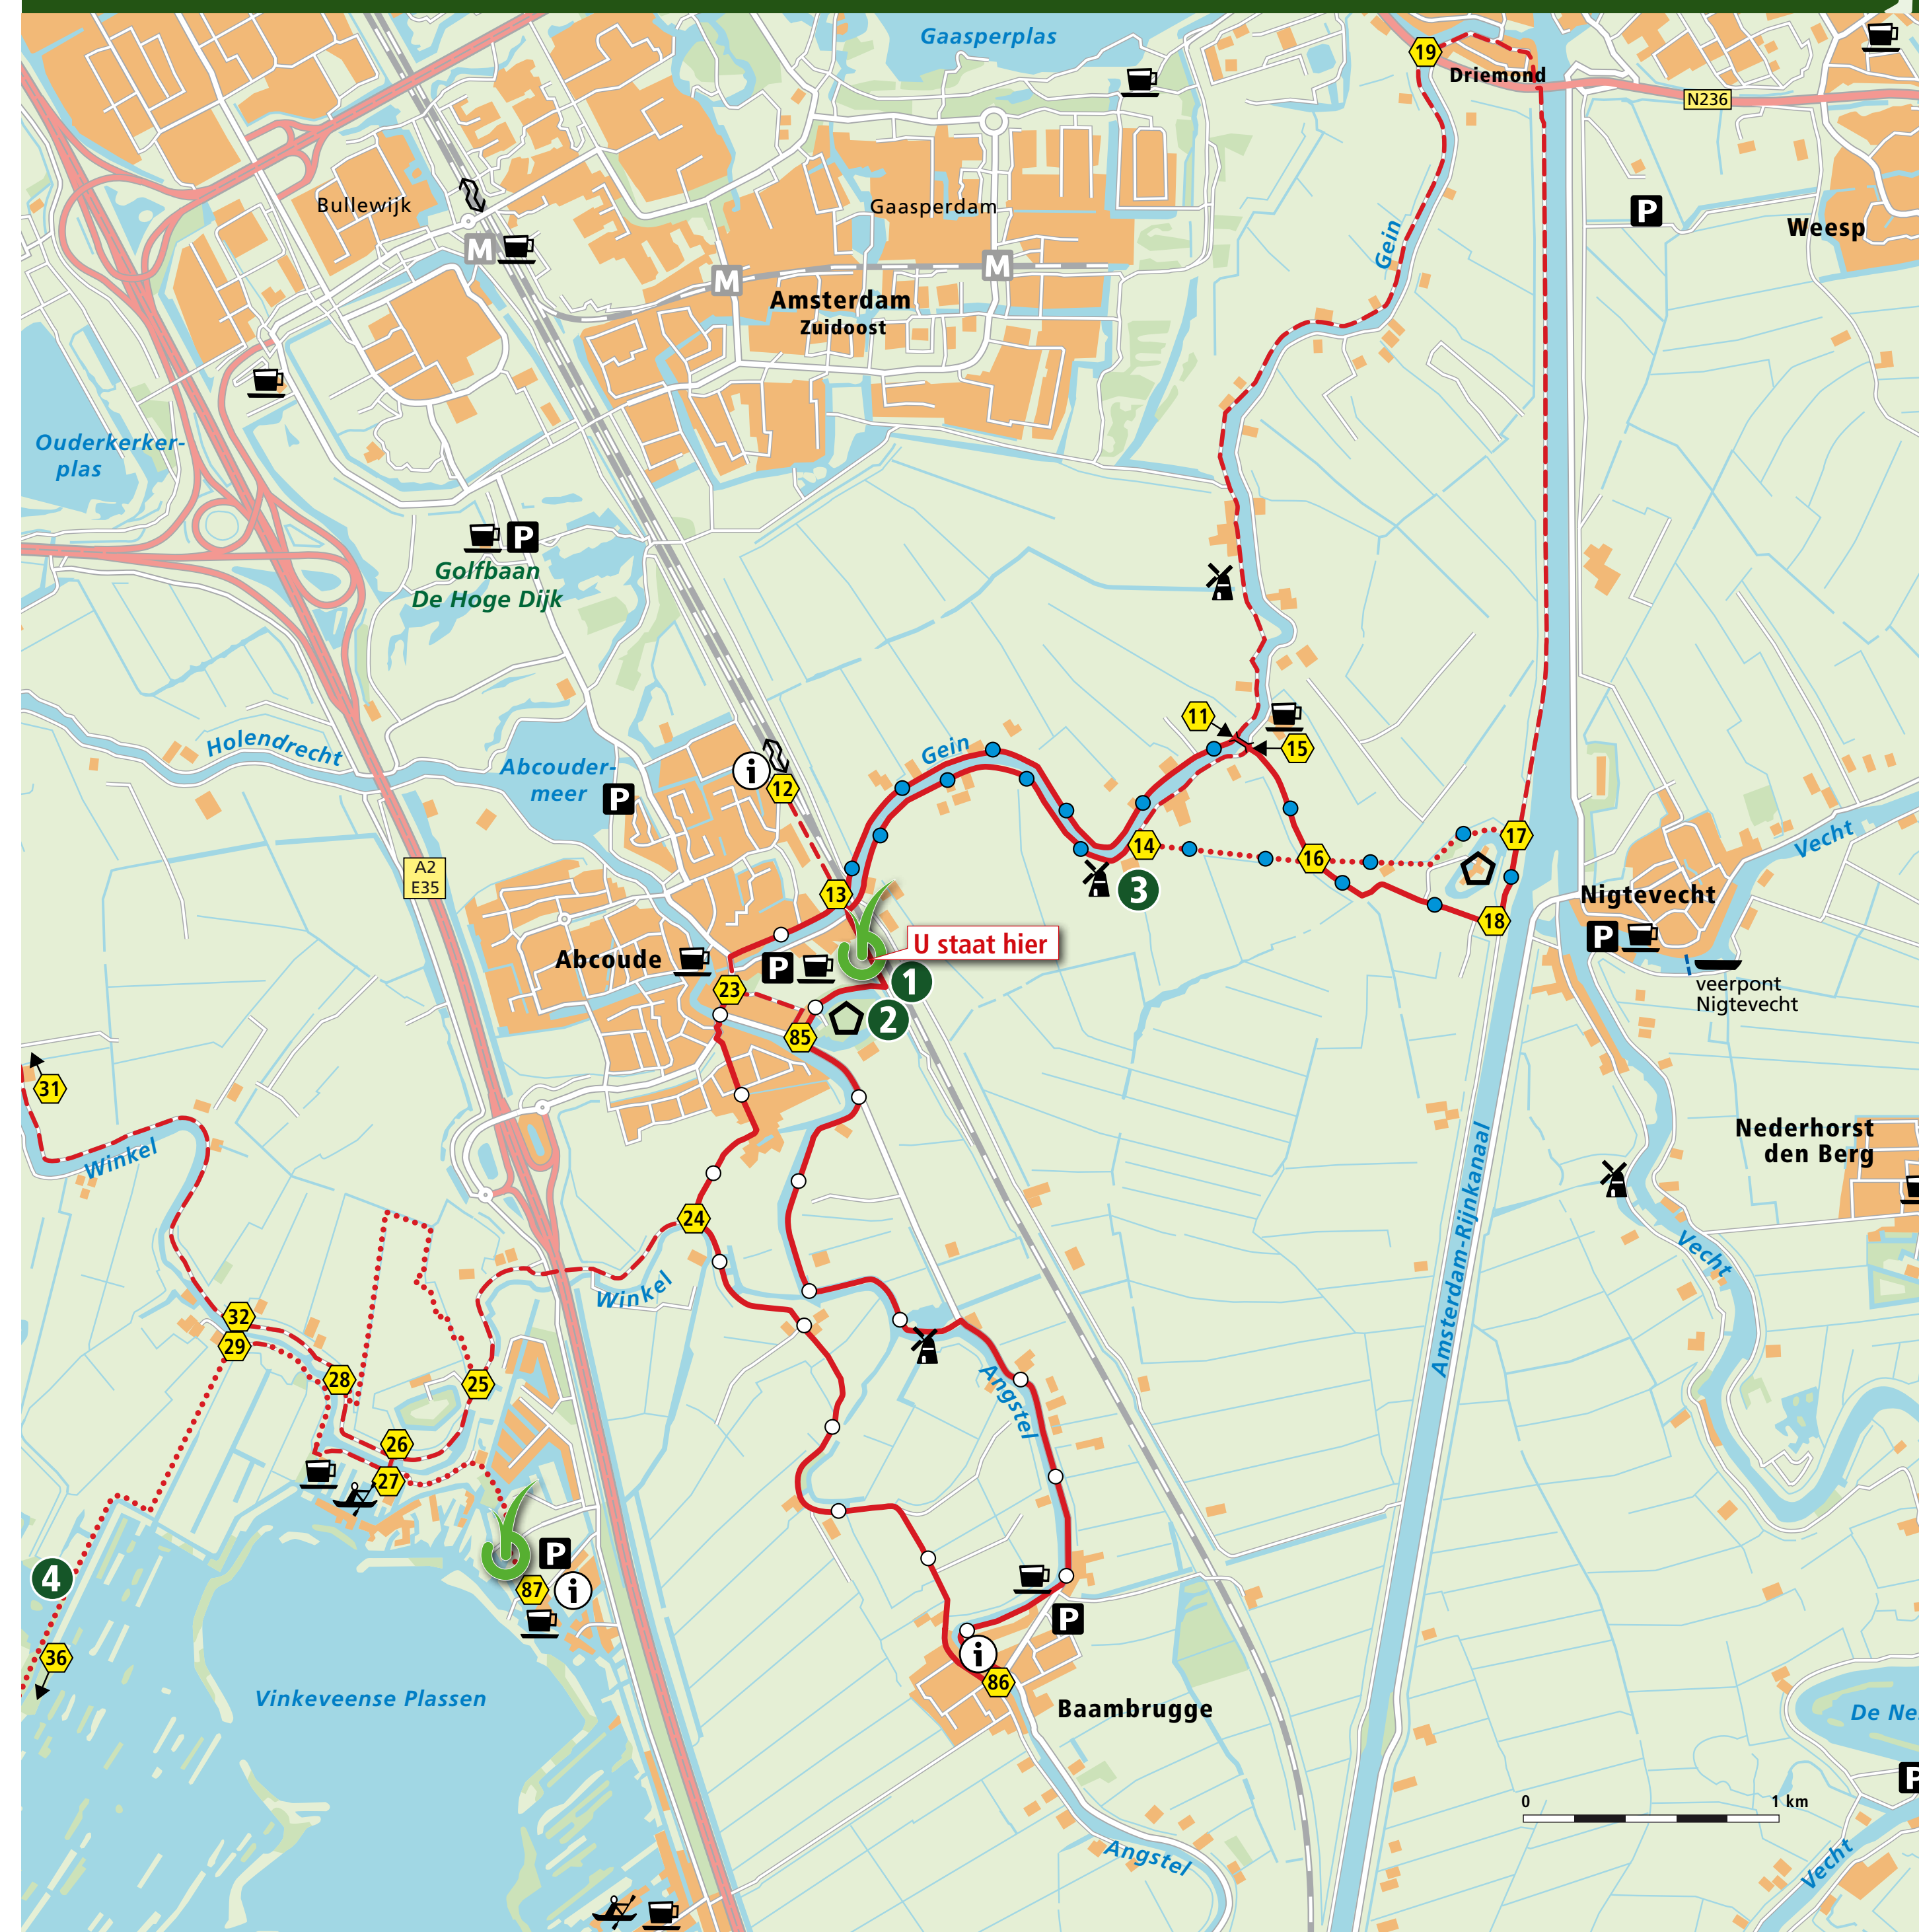 Gaasperplas
19
Driemond
N236
Bullewijk
Gaasperdam
P
Weesp
Gein
M
M
M
Amsterdam
Zuidoost
Ouderkerker-
plas
P
Golfbaan
De Hoge Dijk
11
15
Holendrecht
Gein
Abcouder-
meer
i
12
P
14
16
17
Vecht
A2
E35
13
3
Nigtevecht
18
U staat hier
P
Abcoude
P
1
23
veerpont
Nigtevecht
2
85
31
Winkel
Nederhorst
den Berg
24
Amsterdam-Rijnkanaal
Vecht
Winkel
32
29
28
25
Angstel
26
27
P
4
87
i
P
36
i
86
Vinkeveense Plassen
Baambrugge
De Ne
P
0
1 km
Angstel
Vecht